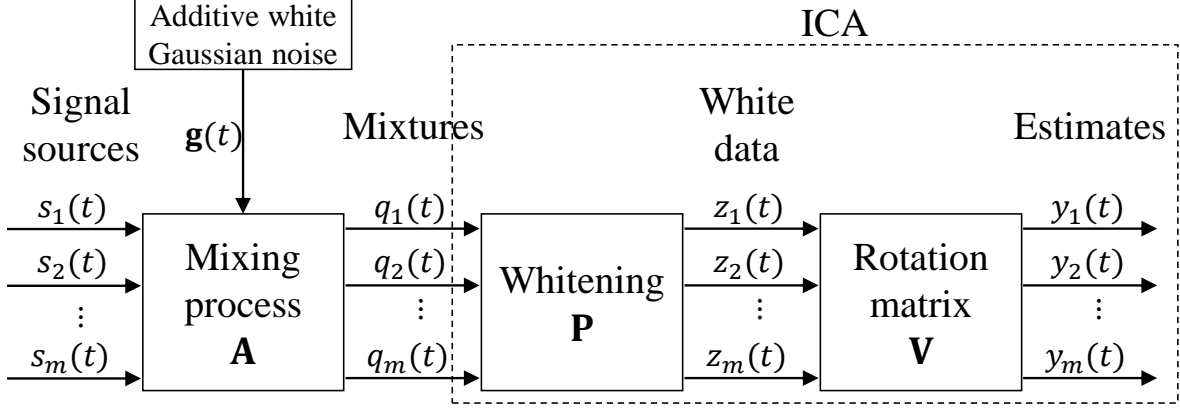 Additive white
Gaussian noise
ICA
Signal
sources
𝐠(𝑡)
Mixtures
White
data
Estimates
𝑠₁(𝑡)
𝑞₁(𝑡)
𝑧₁(𝑡)
𝑦₁(𝑡)
𝑠₂(𝑡)
𝑞₂(𝑡)
𝑧₂(𝑡)
𝑦₂(𝑡)
⋮
⋮
⋮
⋮
𝑠ₘ(𝑡)
𝑞ₘ(𝑡)
𝑧ₘ(𝑡)
𝑦ₘ(𝑡)
Mixing
process
𝐀
Whitening
𝐏
Rotation
matrix
𝐕